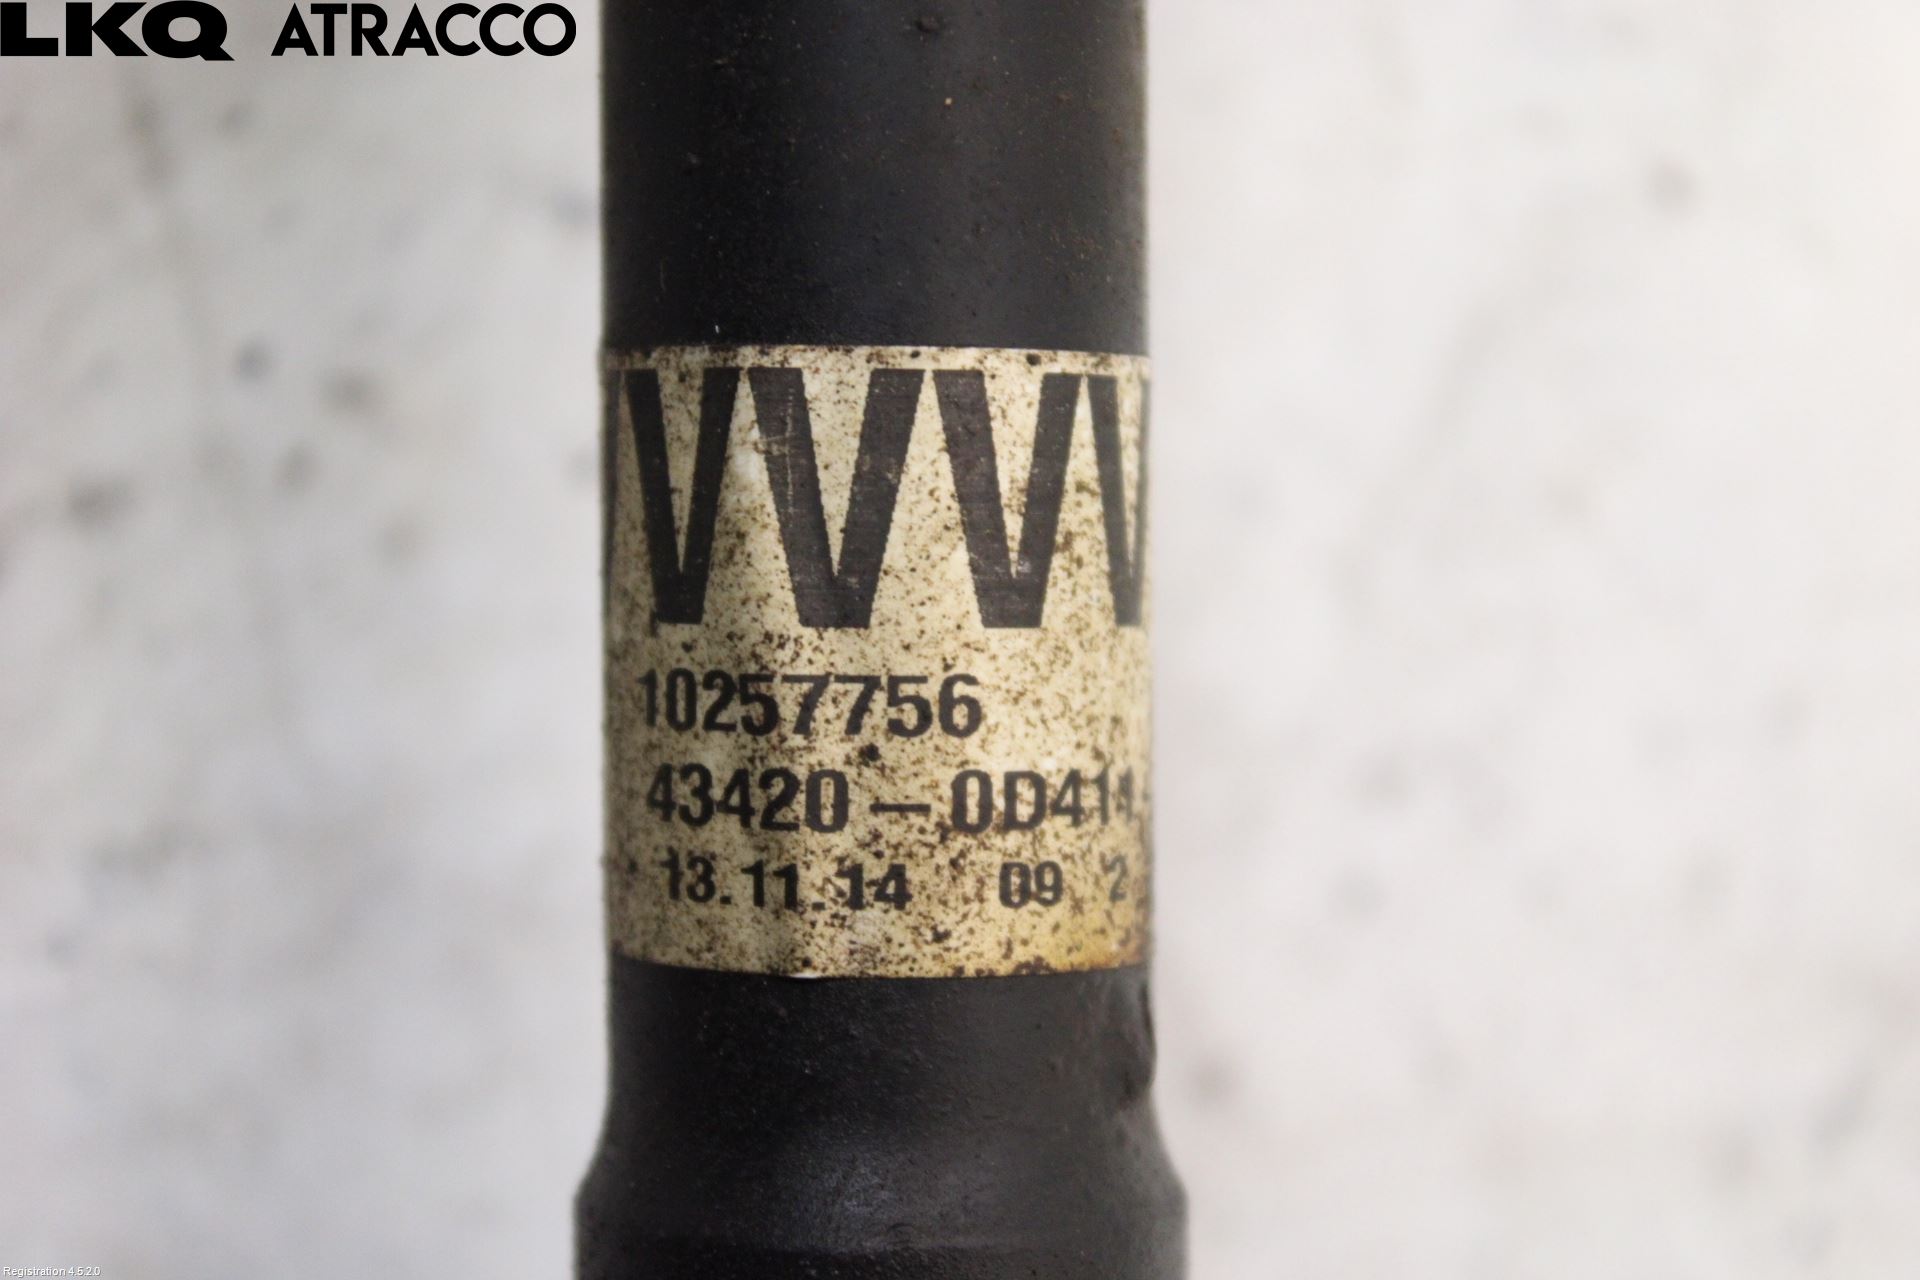 LKQ ATRACCO
VVVV
10257756
43420-0D414
13.11.14 09 2
Registration 4.5.2.0